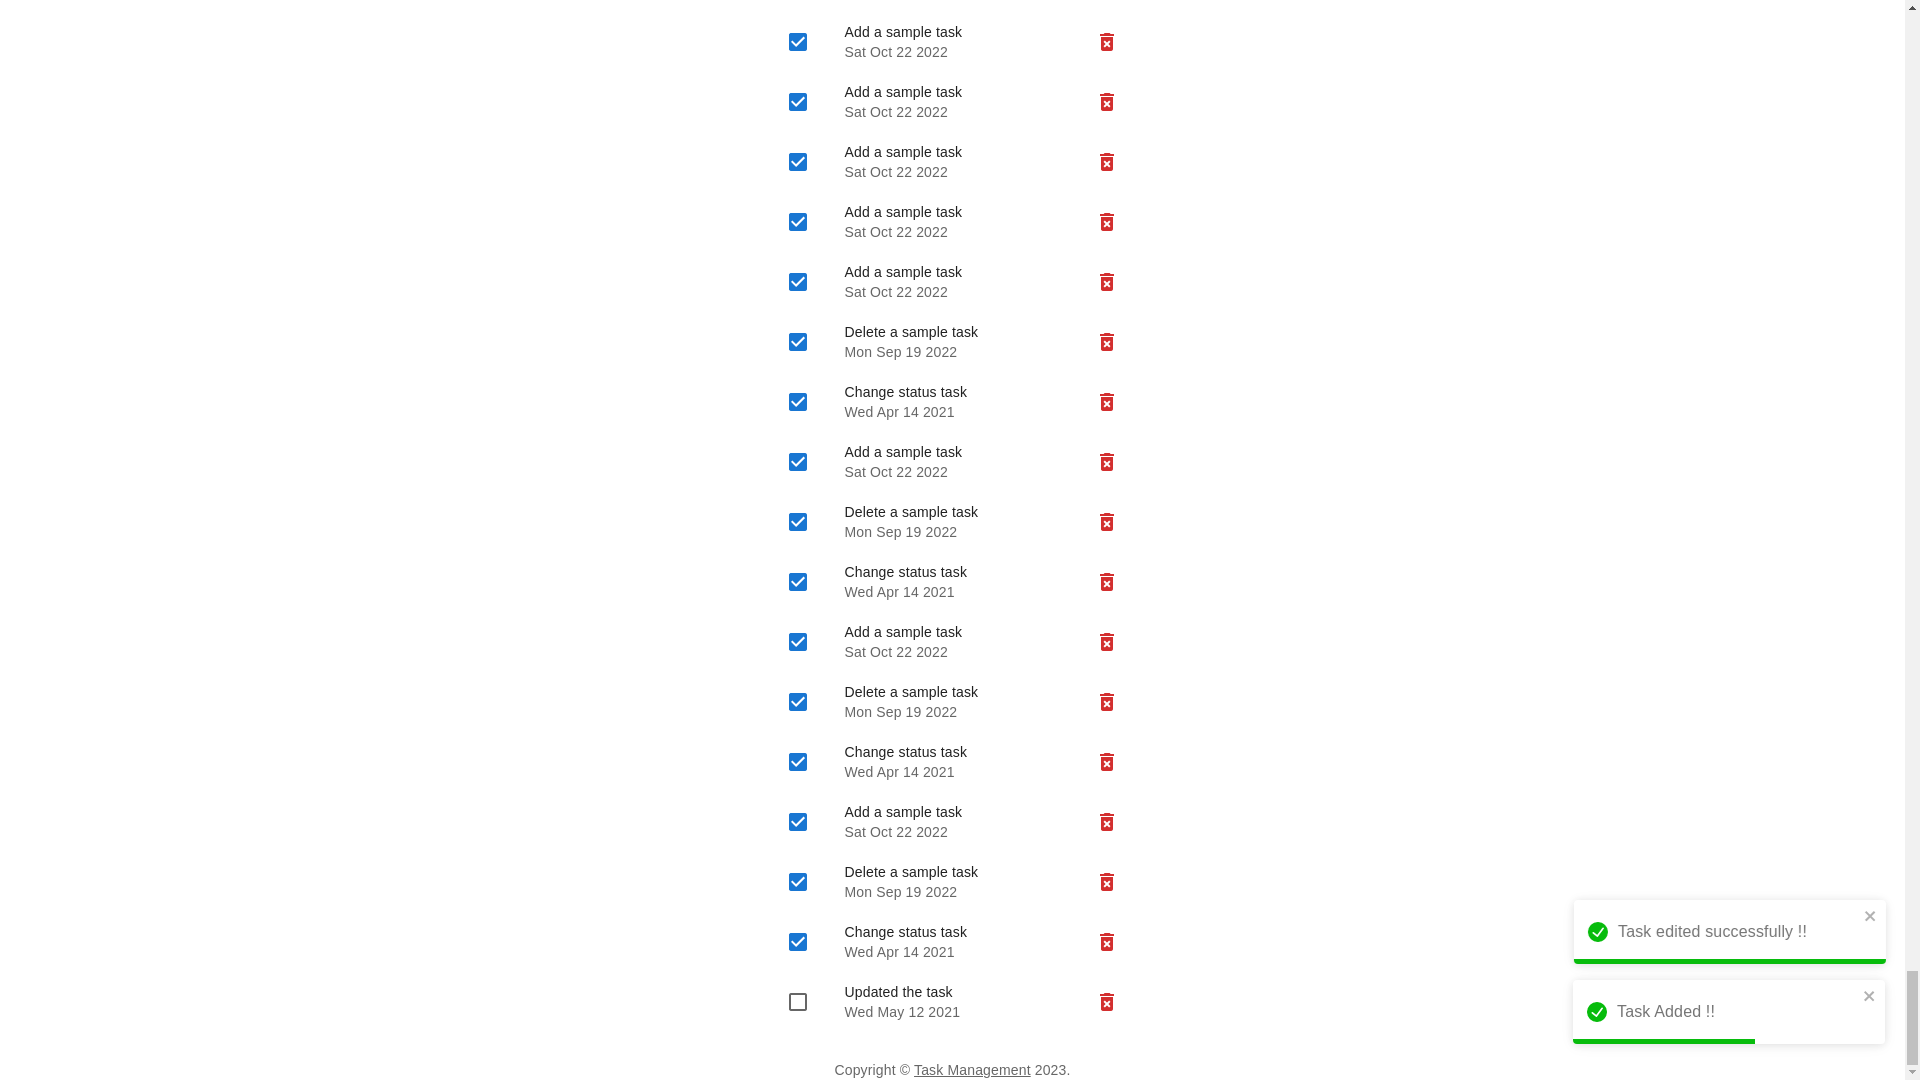 Add a sample task
Sat Oct 22 2022
Add a sample task
Sat Oct 22 2022
Add a sample task
Sat Oct 22 2022
Add a sample task
Sat Oct 22 2022
Add a sample task
Sat Oct 22 2022
Delete a sample task
Mon Sep 19 2022
Change status task
Wed Apr 14 2021
Add a sample task
Sat Oct 22 2022
Delete a sample task
Mon Sep 19 2022
Change status task
Wed Apr 14 2021
Add a sample task
Sat Oct 22 2022
Delete a sample task
Mon Sep 19 2022
Change status task
Wed Apr 14 2021
Add a sample task
Sat Oct 22 2022
Delete a sample task
Mon Sep 19 2022
Change status task
Wed Apr 14 2021
Updated the task
Wed May 12 2021
Copyright © Task Management 2023.
Task edited successfully !!
Task Added !!